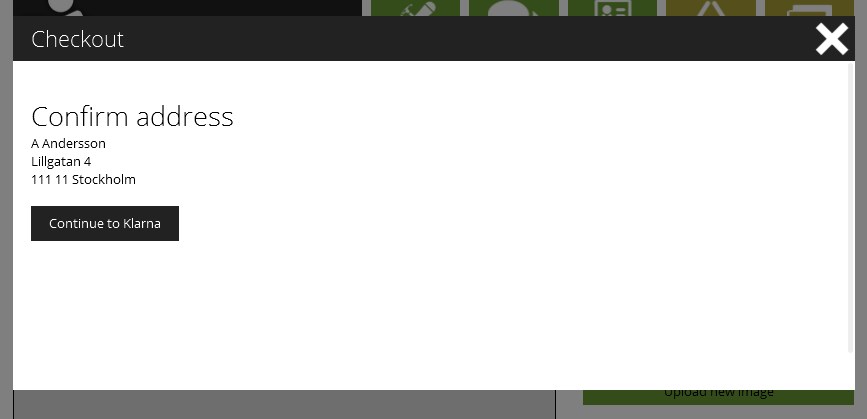 Checkout
Confirm address
A Andersson
Lillgatan 4
111 11 Stockholm
Continue to Klarna
Upload new image